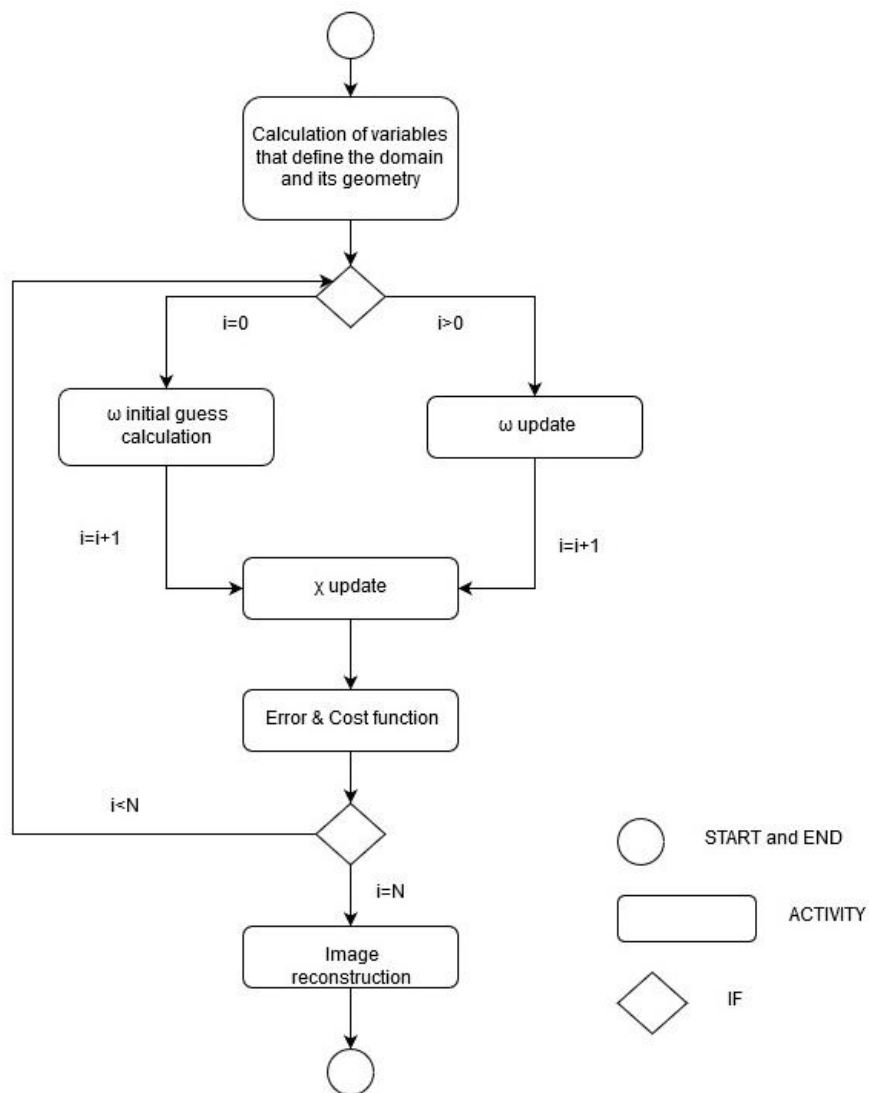 Calculation of variables
that define the domain
and its geometry
i=0
i>0
ω initial guess
calculation
ω update
i=i+1
i=i+1
χ update
Error & Cost function
i<N
i=N
Image
reconstruction
START and END
ACTIVITY
IF